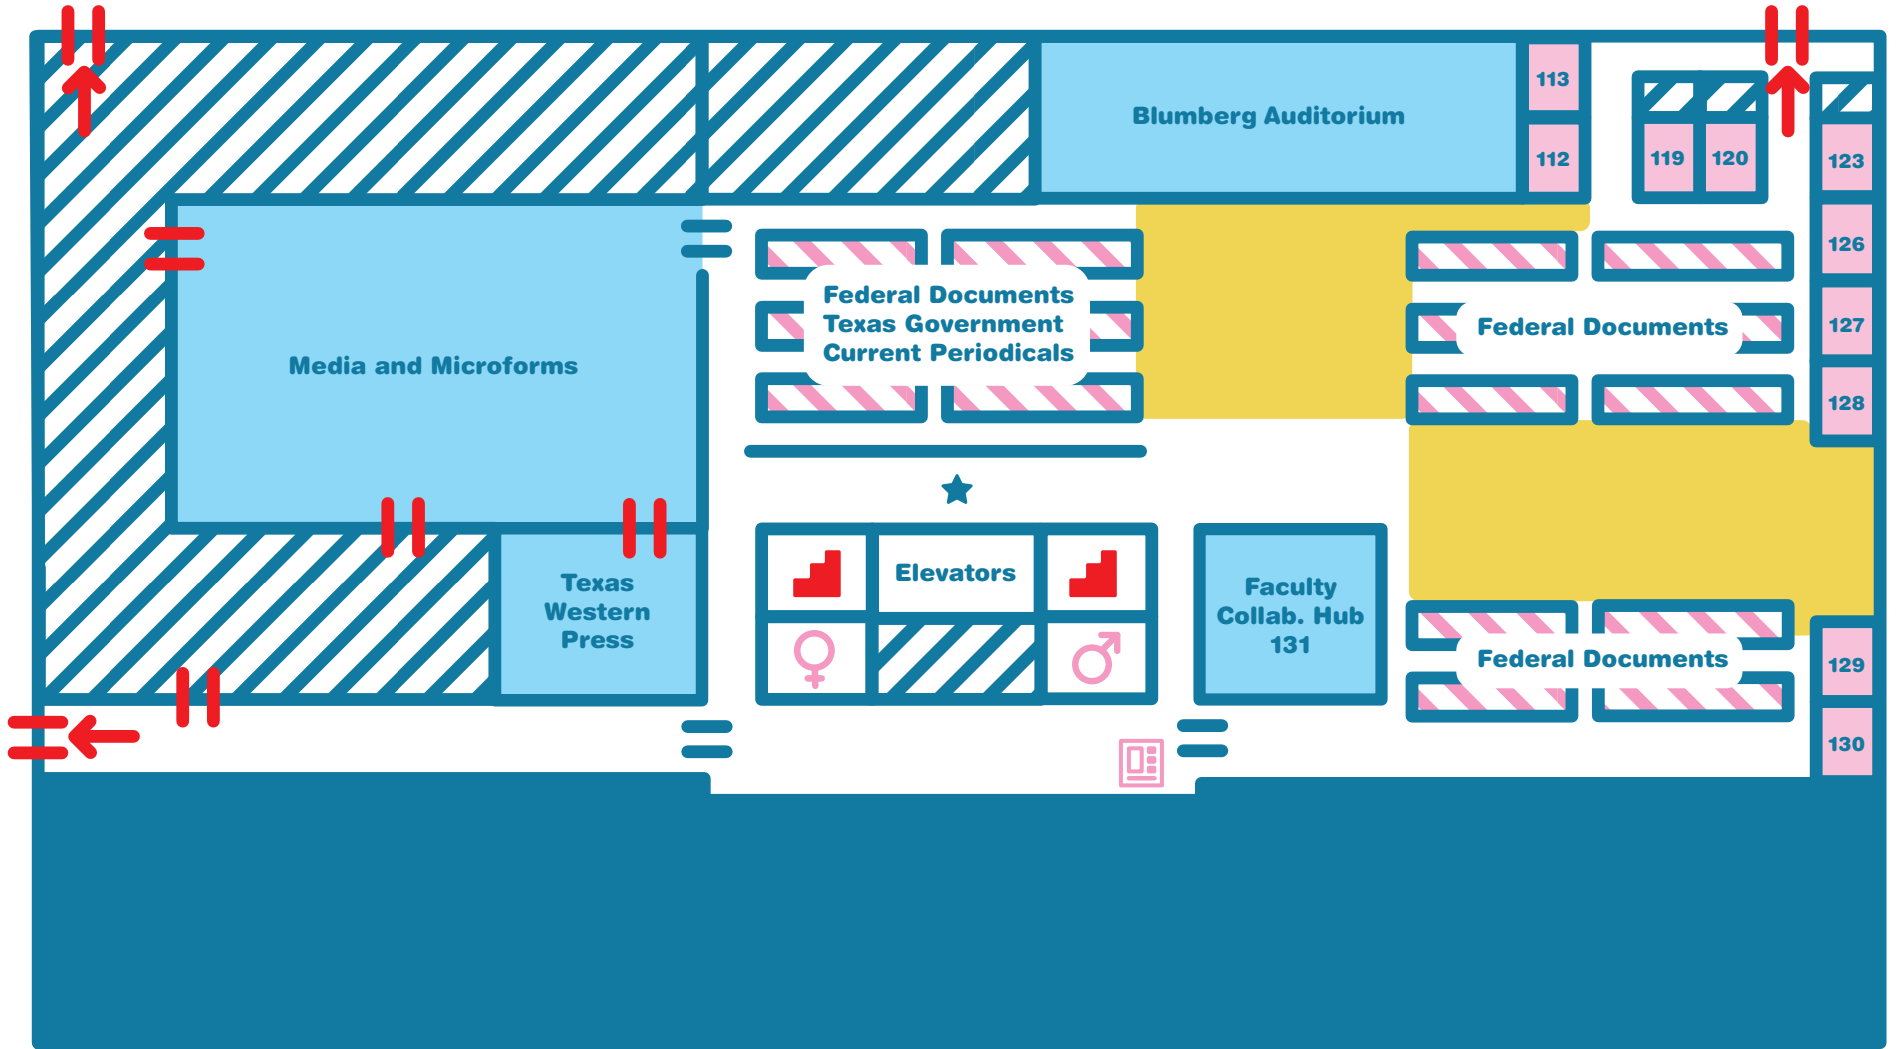 113
Blumberg Auditorium
112
119
120
123
126
127
128
Federal Documents
Texas Government
Current Periodicals
Federal Documents
Media and Microforms
Elevators
Texas
Western
Press
Faculty
Collab. Hub
131
Federal Documents
129
130